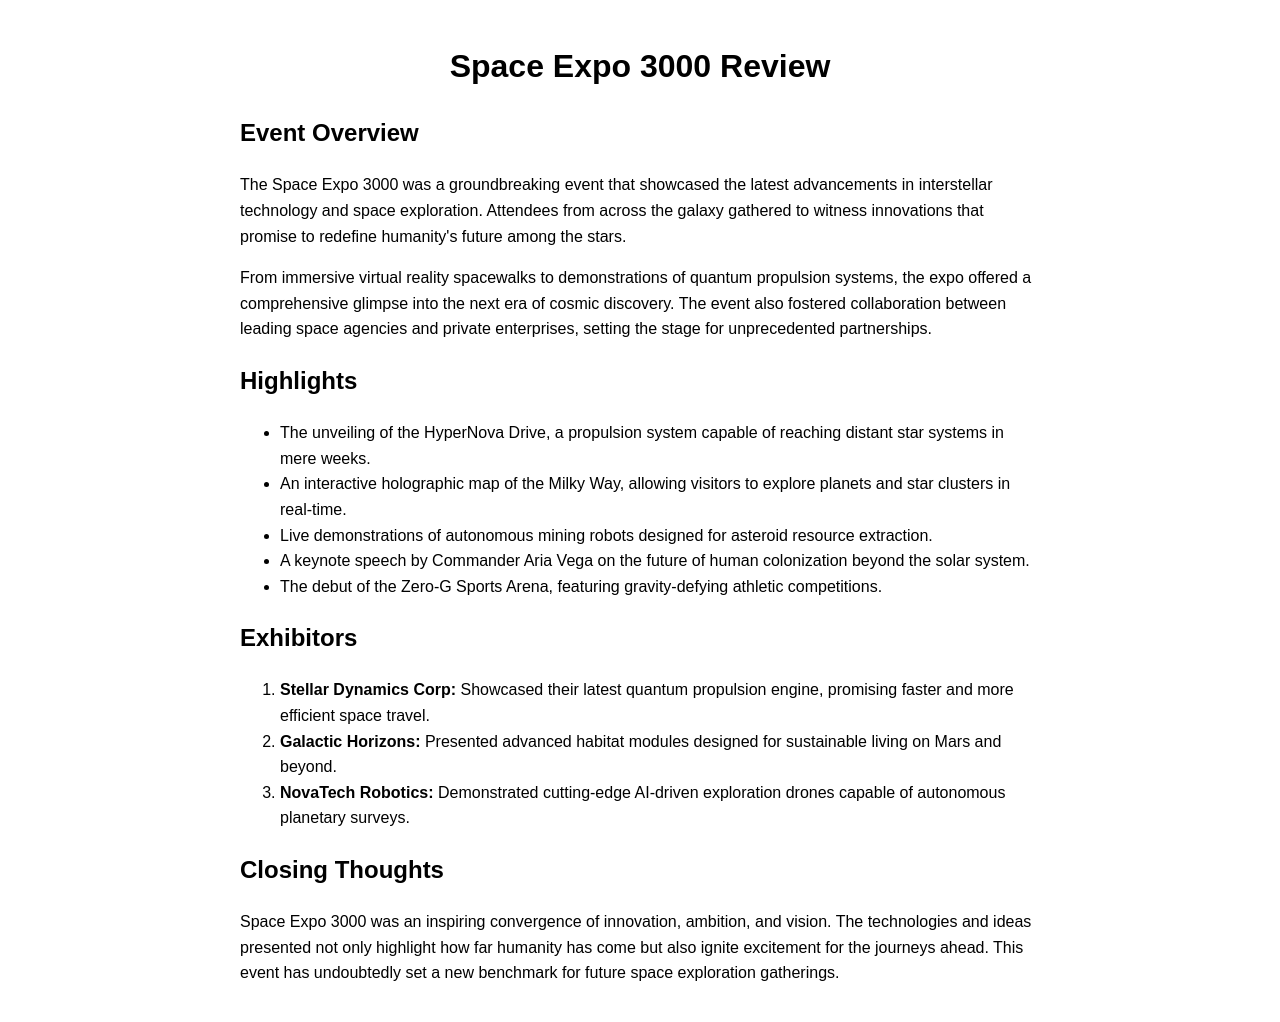 Space Expo 3000 Review
Event Overview
The Space Expo 3000 was a groundbreaking event that showcased the latest advancements in interstellar
technology and space exploration. Attendees from across the galaxy gathered to witness innovations that
promise to redefine humanity's future among the stars.
From immersive virtual reality spacewalks to demonstrations of quantum propulsion systems, the expo offered a
comprehensive glimpse into the next era of cosmic discovery. The event also fostered collaboration between
leading space agencies and private enterprises, setting the stage for unprecedented partnerships.
Highlights
• The unveiling of the HyperNova Drive, a propulsion system capable of reaching distant star systems in
mere weeks.
• An interactive holographic map of the Milky Way, allowing visitors to explore planets and star clusters in
real-time.
• Live demonstrations of autonomous mining robots designed for asteroid resource extraction.
• A keynote speech by Commander Aria Vega on the future of human colonization beyond the solar system.
• The debut of the Zero-G Sports Arena, featuring gravity-defying athletic competitions.
Exhibitors
1. Stellar Dynamics Corp: Showcased their latest quantum propulsion engine, promising faster and more
efficient space travel.
2. Galactic Horizons: Presented advanced habitat modules designed for sustainable living on Mars and
beyond.
3. NovaTech Robotics: Demonstrated cutting-edge AI-driven exploration drones capable of autonomous
planetary surveys.
Closing Thoughts
Space Expo 3000 was an inspiring convergence of innovation, ambition, and vision. The technologies and ideas
presented not only highlight how far humanity has come but also ignite excitement for the journeys ahead. This
event has undoubtedly set a new benchmark for future space exploration gatherings.